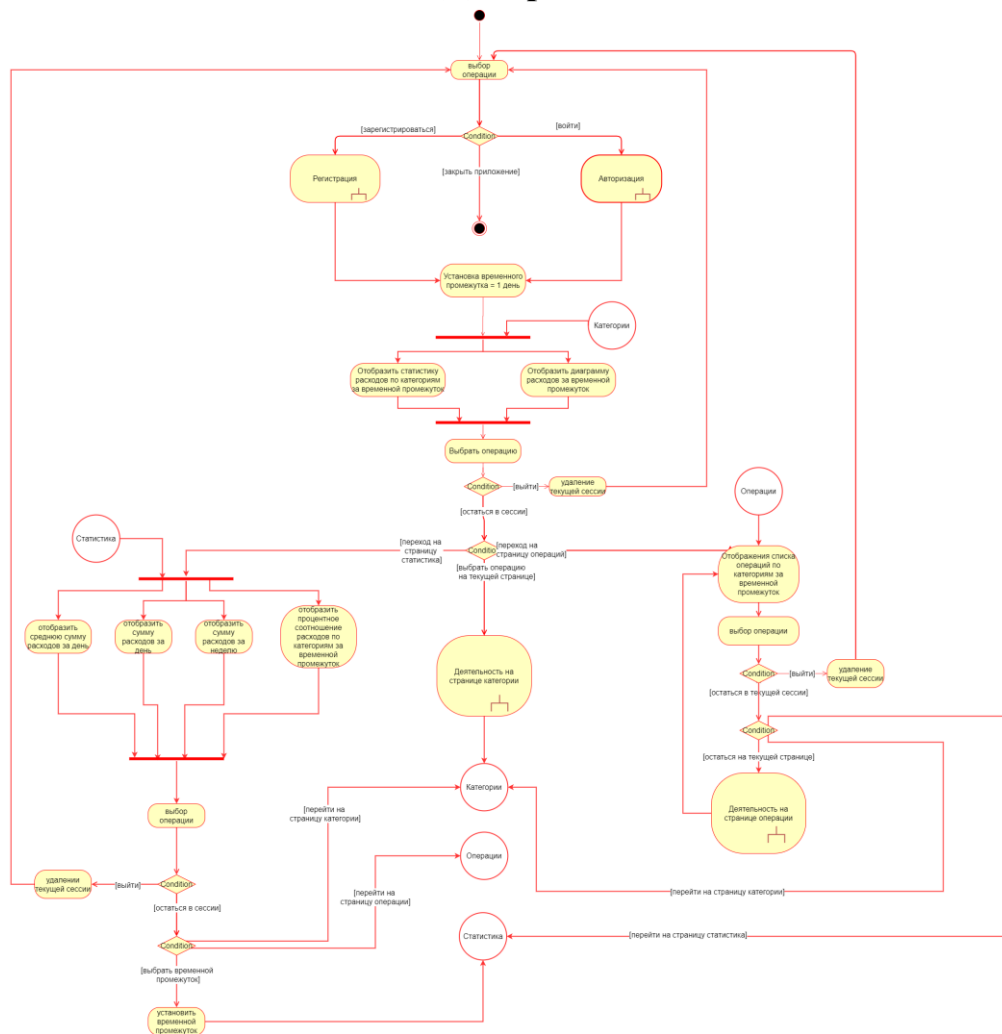 выбор
операции
Condition
[зарегистрироваться]
[войти]
[закрыть приложение]
Регистрация
Авторизация
Установка временного
промежутка = 1 день
Категории
Отобразить статистику
расходов по категориям
за временной промежуток
Отобразить диаграмму
расходов за временной
промежуток
Выбрать операцию
Condition
[выйти]
удаление
текущей сессии
[остаться в сессии]
Операции
Статистика
[переход на
страницу
статистика]
Condition
[переход на
страницу операций]
[выбрать операцию
на текущей странице]
Отображения списка
операций по
категориям за
временной
промежуток
отобразить
среднюю сумму
расходов за день
отобразить
сумму
расходов за
день
отобразить
сумму
расходов за
неделю
отобразить
процентное
соотношение
расходов по
категориям за
временной
промежуток
выбор операции
Деятельность на
странице категории
Condition
[выйти]
удаление
текущей сессии
[остаться в текущей сессии]
Condition
[остаться на текущей странице]
Деятельность на
странице операции
Категории
[перейти на
страницу категории]
выбор
операции
Операции
удалении
текущей сессии
[выйти]
Condition
[перейти на
страницу операции]
[перейти на страницу категории]
[остаться в сессии]
Condition
Статистика
[перейти на страницу статистика]
[выбрать временной
промежуток]
установить
временной
промежуток